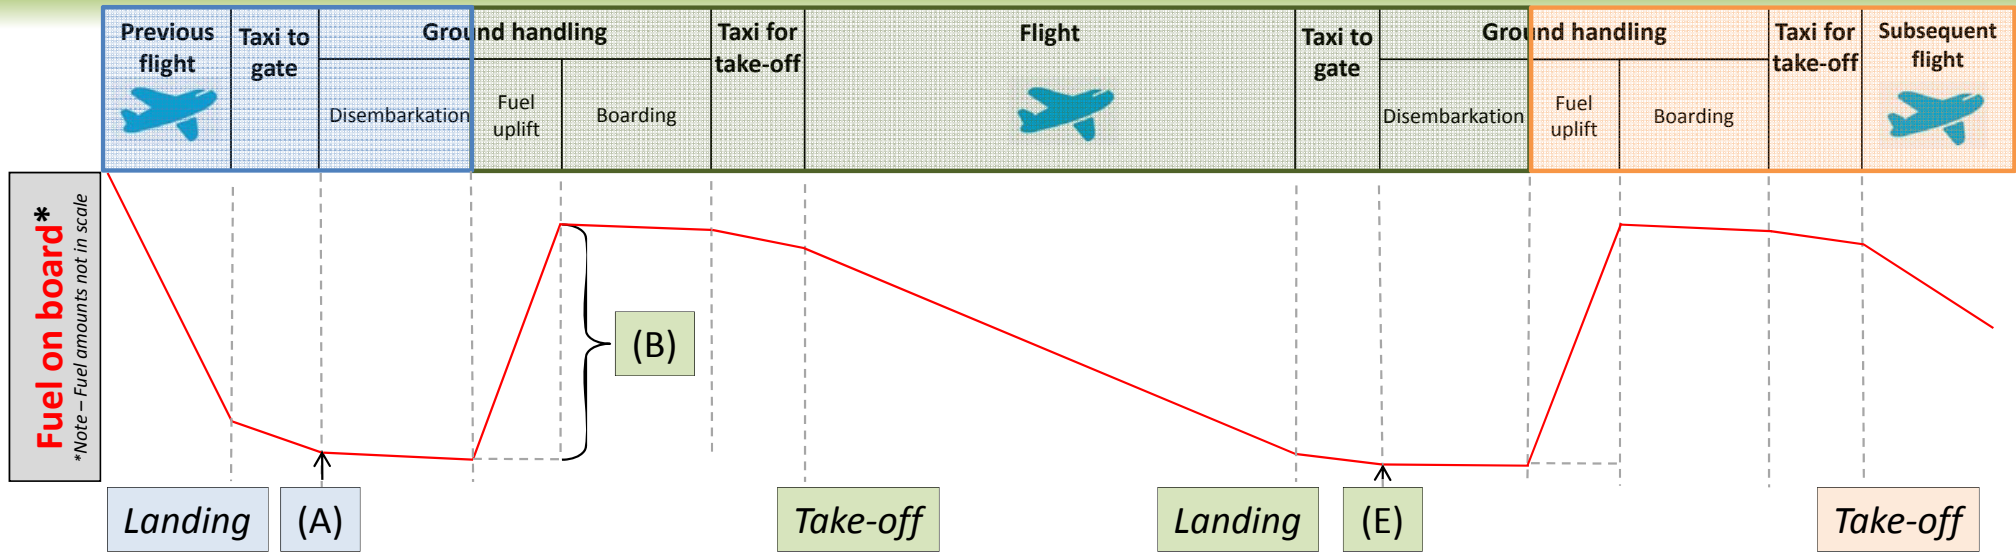 Previous
flight
Taxi to
gate
Ground handling
Disembarkation
Fuel
uplift
Boarding
Taxi for
take-off
Flight
Taxi to
gate
Ground handling
Disembarkation
Fuel
uplift
Boarding
Taxi for
take-off
Subsequent
flight
Fuel on board*
*Note – Fuel amounts not in scale
(B)
Landing
(A)
Take-off
Landing
(E)
Take-off